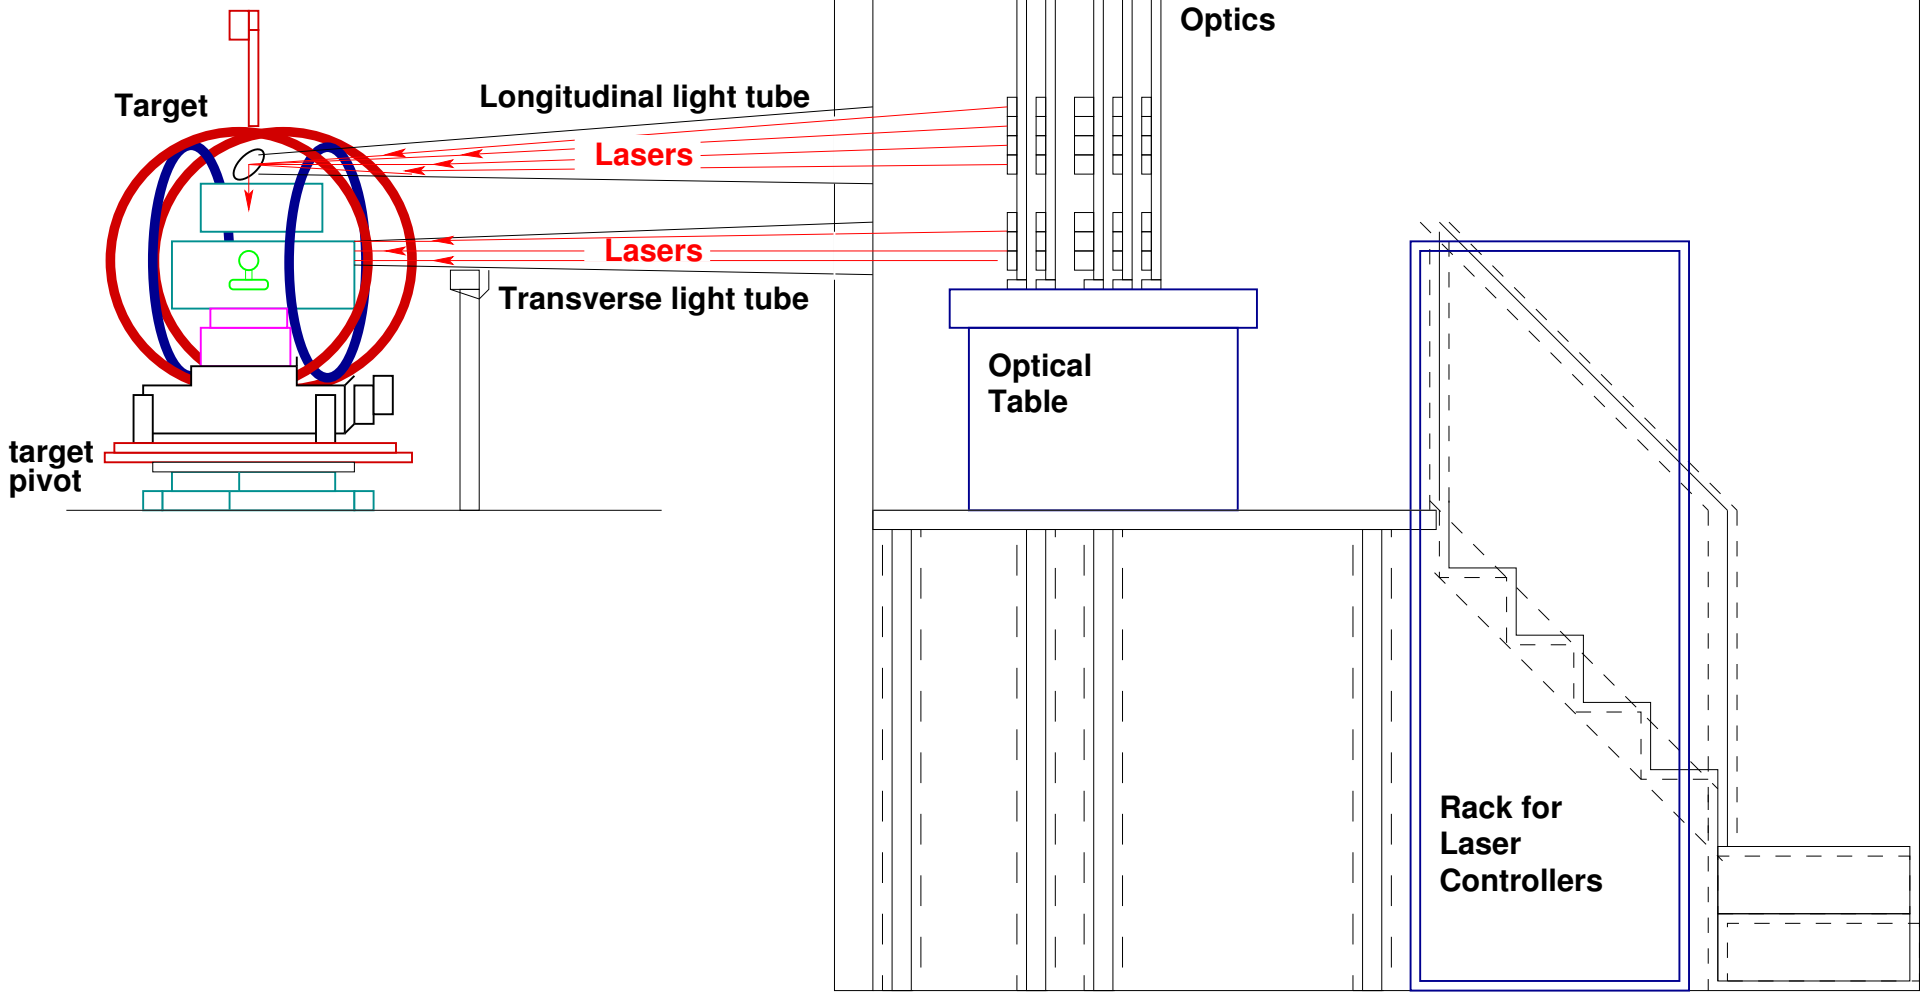 Optics
Target
Longitudinal light tube
Lasers
Lasers
Transverse light tube
Optical
Table
target
pivot
Rack for
Laser
Controllers